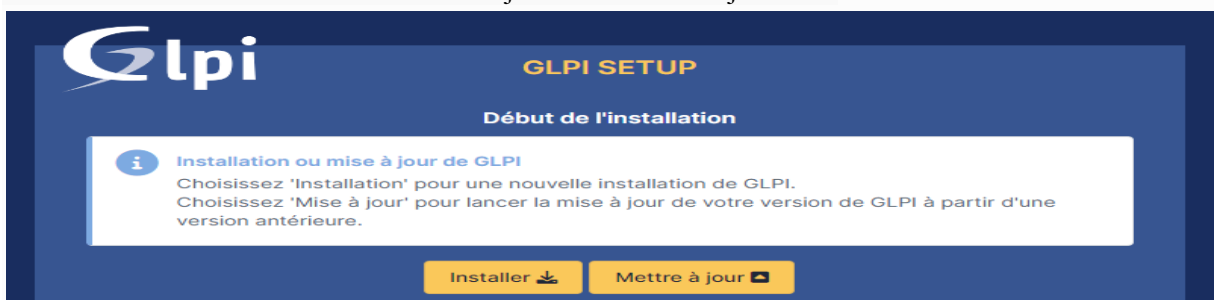 Glpi
GLPI SETUP
Début de l'installation
Installation ou mise à jour de GLPI
Choisissez 'Installation' pour une nouvelle installation de GLPI.
Choisissez 'Mise à jour' pour lancer la mise à jour de votre version de GLPI à partir d'une
version antérieure.
Installer
Mettre à jour